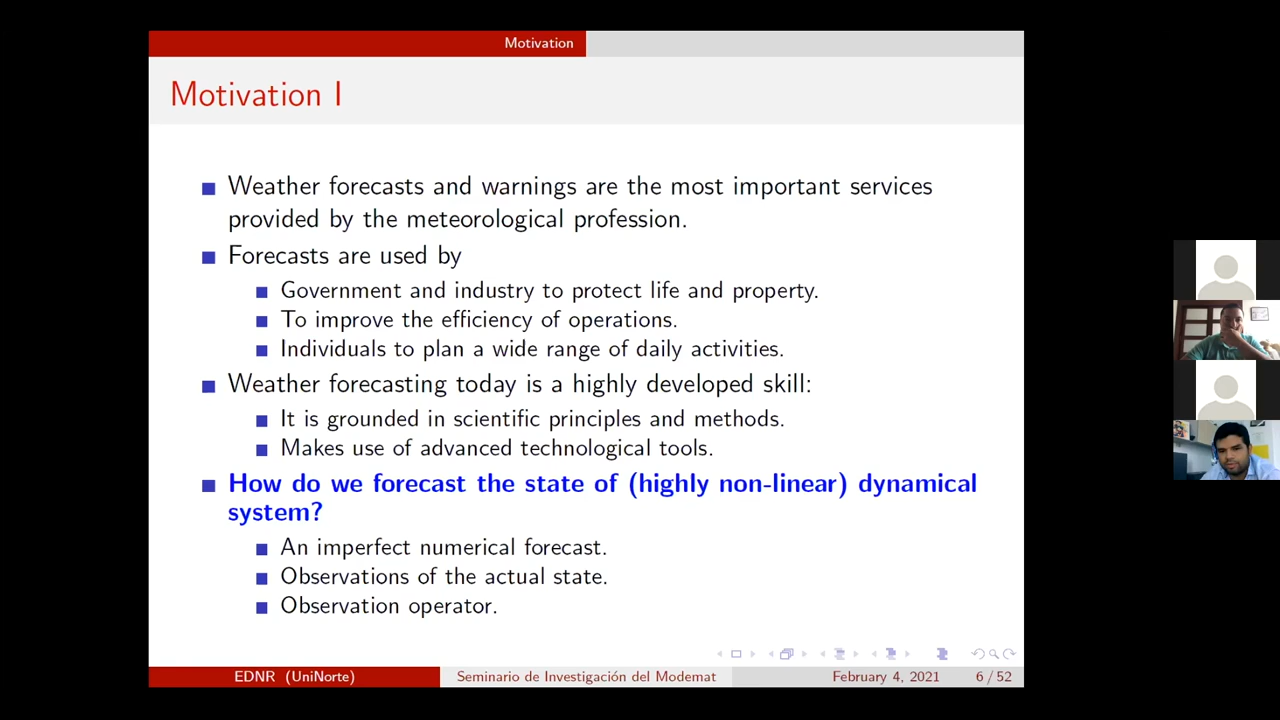 Motivation
Motivation I
Weather forecasts and warnings are the most important services
provided by the meteorological profession.
Forecasts are used by
Government and industry to protect life and property.
To improve the efficiency of operations.
Individuals to plan a wide range of daily activities.
Weather forecasting today is a highly developed skill:
It is grounded in scientific principles and methods.
Makes use of advanced technological tools.
How do we forecast the state of (highly non-linear) dynamical
system?
An imperfect numerical forecast.
Observations of the actual state.
Observation operator.
EDNR (UniNorte)
Seminario de Investigación del Modemat
February 4, 2021
6 / 52